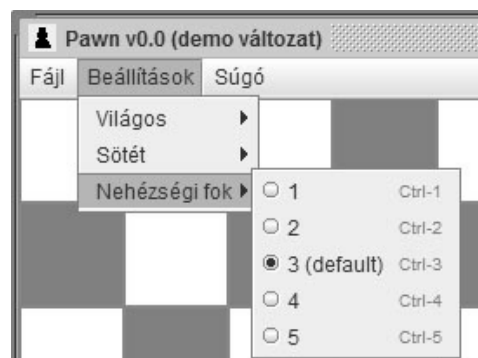 Pawn v0.0 (demo változat)
Fájl Beállítások Súgó
Világos
Sötét
Nehézségi fok
1 Ctrl-1
2 Ctrl-2
3 (default) Ctrl-3
4 Ctrl-4
5 Ctrl-5